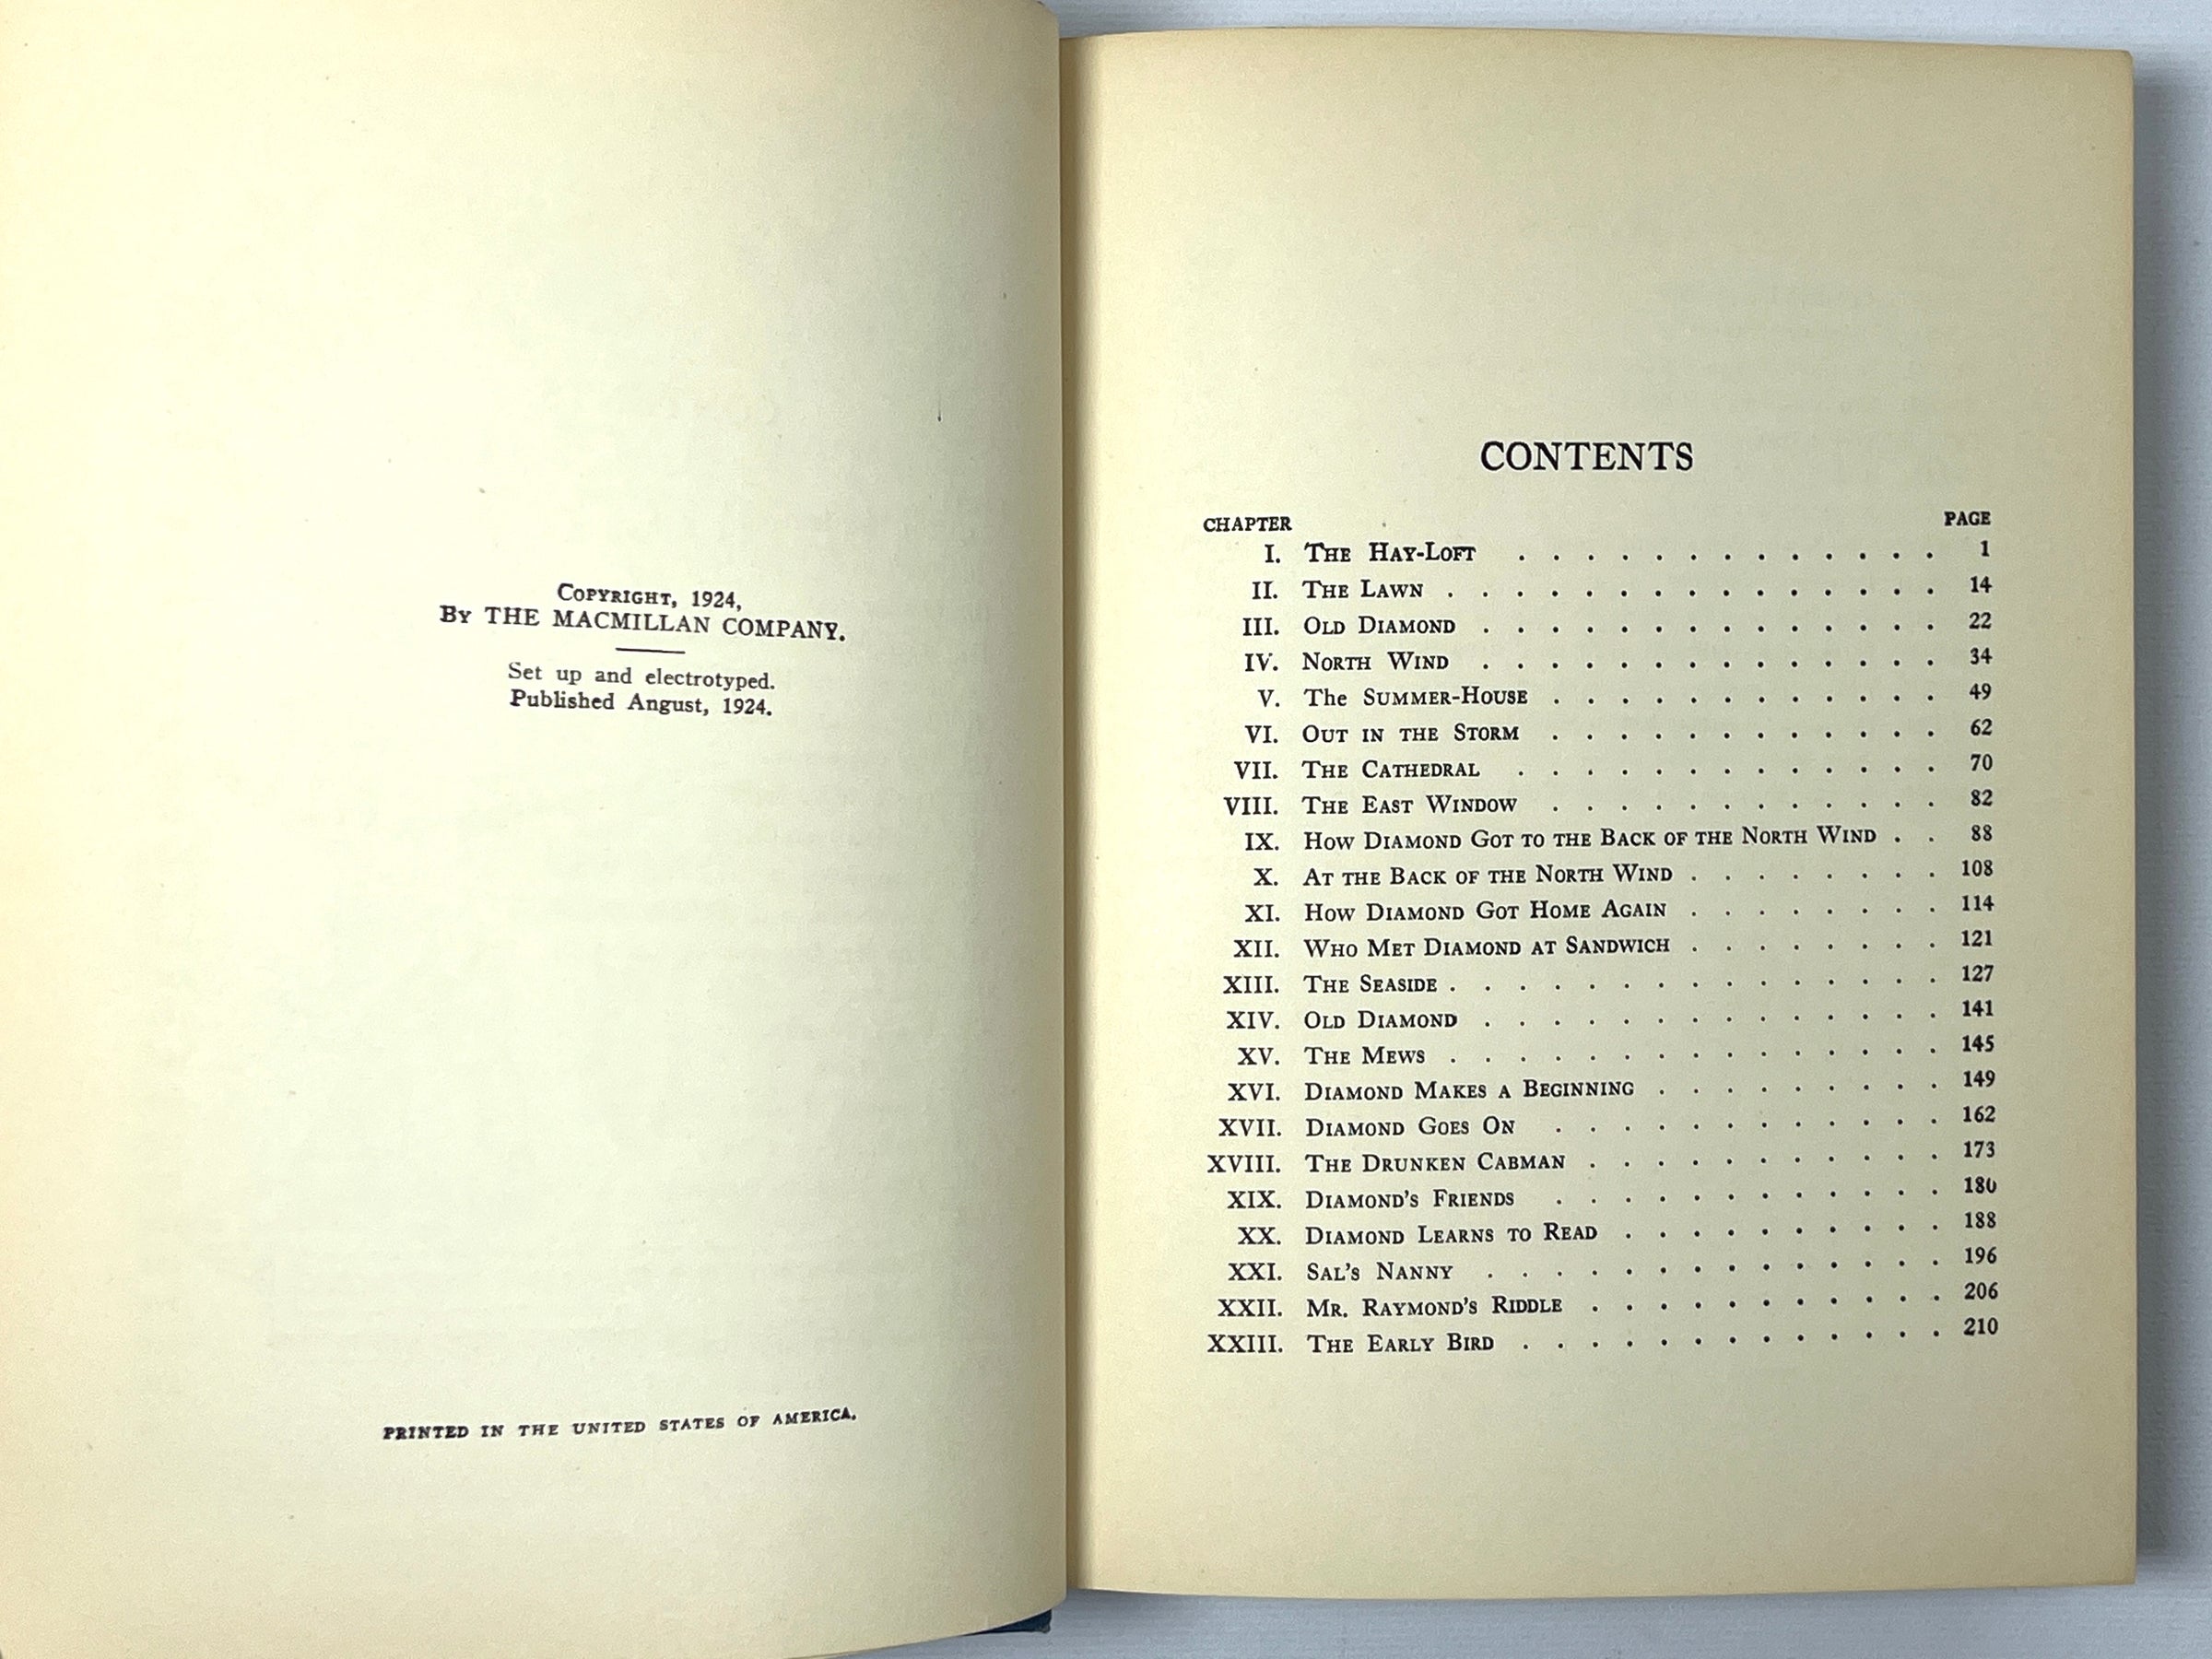 COPYRIGHT, 1924,
BY THE MACMILLAN COMPANY.
Set up and electrotyped.
Published Angust, 1924.
PRINTED IN THE UNITED STATES OF AMERICA.
CONTENTS
CHAPTER PAGE
I. THE HAY-LOFT . . . . . . . . . . . . . 1
II. THE LAWN . . . . . . . . . . . . . . . 14
III. OLD DIAMOND . . . . . . . . . . . . . . 22
IV. NORTH WIND . . . . . . . . . . . . . . 34
V. The SUMMER-HOUSE . . . . . . . . . . . . 49
VI. OUT IN THE STORM . . . . . . . . . . . . 62
VII. THE CATHEDRAL . . . . . . . . . . . . . 70
VIII. THE EAST WINDOW . . . . . . . . . . . . 82
IX. HOW DIAMOND GOT TO THE BACK OF THE NORTH WIND . . 88
X. AT THE BACK OF THE NORTH WIND . . . . . . . . 108
XI. HOW DIAMOND GOT HOME AGAIN . . . . . . . . 114
XII. WHO MET DIAMOND AT SANDWICH . . . . . . . . 121
XIII. THE SEASIDE . . . . . . . . . . . . . . . 127
XIV. OLD DIAMOND . . . . . . . . . . . . . . 141
XV. THE MEWS . . . . . . . . . . . . . . . 145
XVI. DIAMOND MAKES A BEGINNING . . . . . . . . . 149
XVII. DIAMOND GOES ON . . . . . . . . . . . . 162
XVIII. THE DRUNKEN CABMAN . . . . . . . . . . . 173
XIX. DIAMOND'S FRIENDS . . . . . . . . . . . . 180
XX. DIAMOND LEARNS TO READ . . . . . . . . . . 188
XXI. SAL'S NANNY . . . . . . . . . . . . . . 196
XXII. MR. RAYMOND'S RIDDLE . . . . . . . . . . . 206
XXIII. THE EARLY BIRD . . . . . . . . . . . . . 210